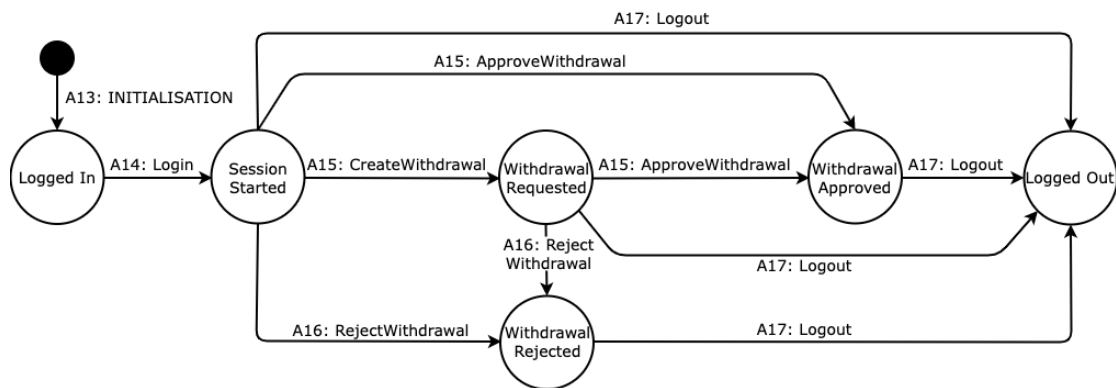 A17: Logout
A15: ApproveWithdrawal
A13: INITIALISATION
Logged In
A14: Login
Session
Started
A15: CreateWithdrawal
Withdrawal
Requested
A15: ApproveWithdrawal
Withdrawal
Approved
A17: Logout
Logged Out
A16: Reject
Withdrawal
A17: Logout
A16: RejectWithdrawal
Withdrawal
Rejected
A17: Logout